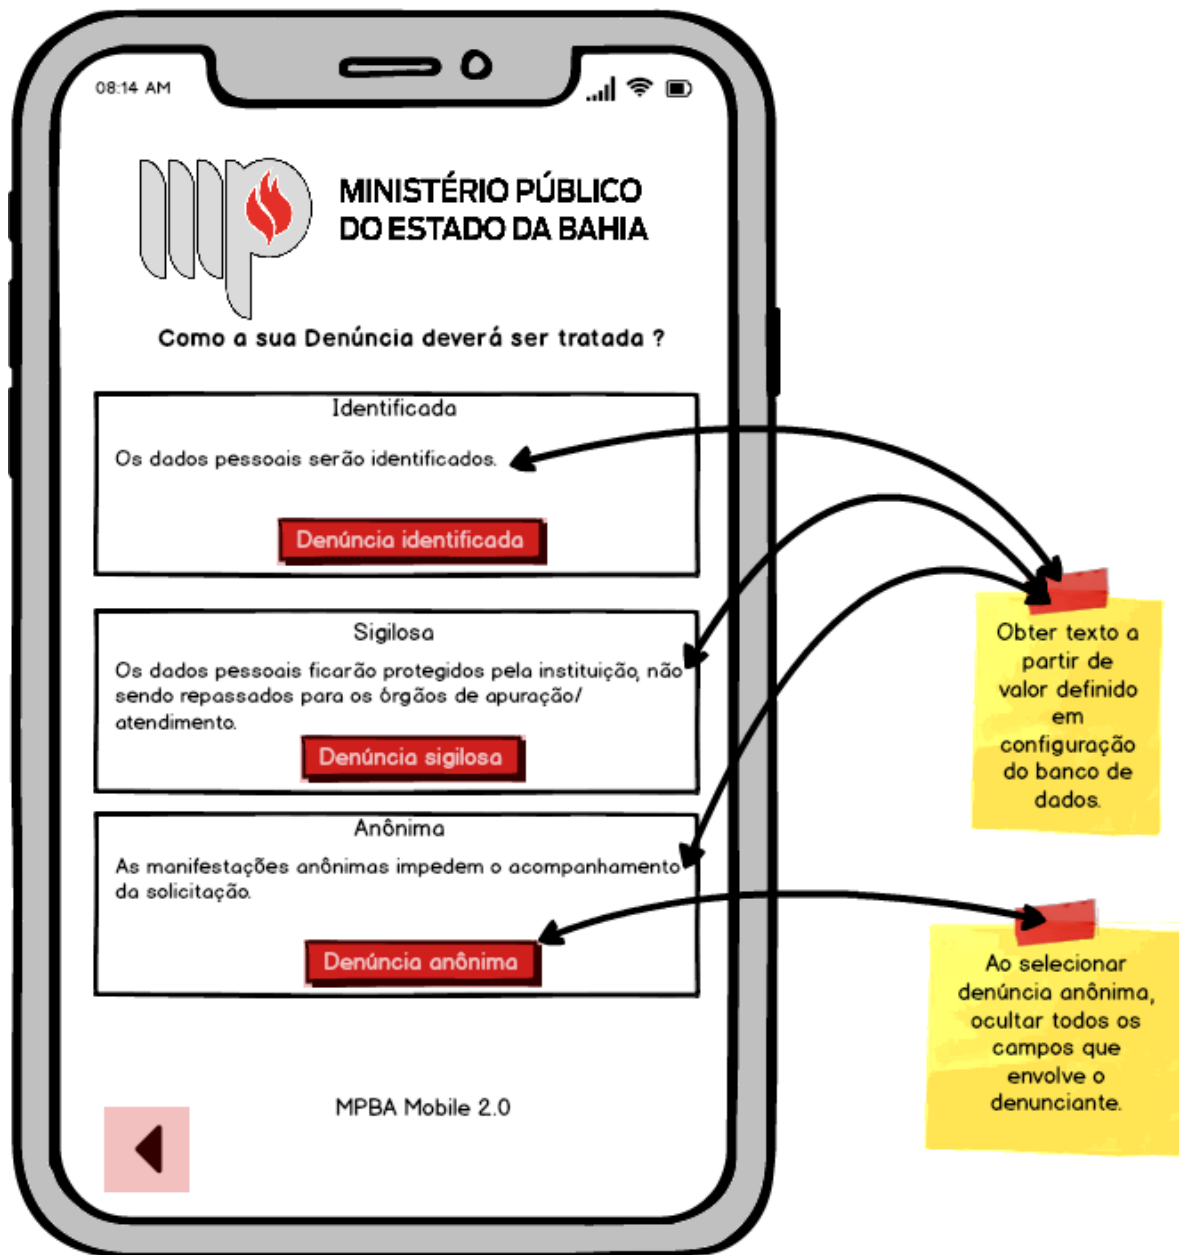 08:14 AM
MINISTÉRIO PÚBLICO
DO ESTADO DA BAHIA
Como a sua Denúncia deverá ser tratada ?
Identificada
Os dados pessoais serão identificados.
Denúncia identificada
Sigilosa
Os dados pessoais ficarão protegidos pela instituição, não
sendo repassados para os órgãos de apuração/
atendimento.
Denúncia sigilosa
Anônima
As manifestações anônimas impedem o acompanhamento
da solicitação.
Denúncia anônima
MPBA Mobile 2.0
Obter texto a
partir de
valor definido
em
configuração
do banco de
dados.
Ao selecionar
denúncia anônima,
ocultar todos os
campos que
envolve o
denunciante.